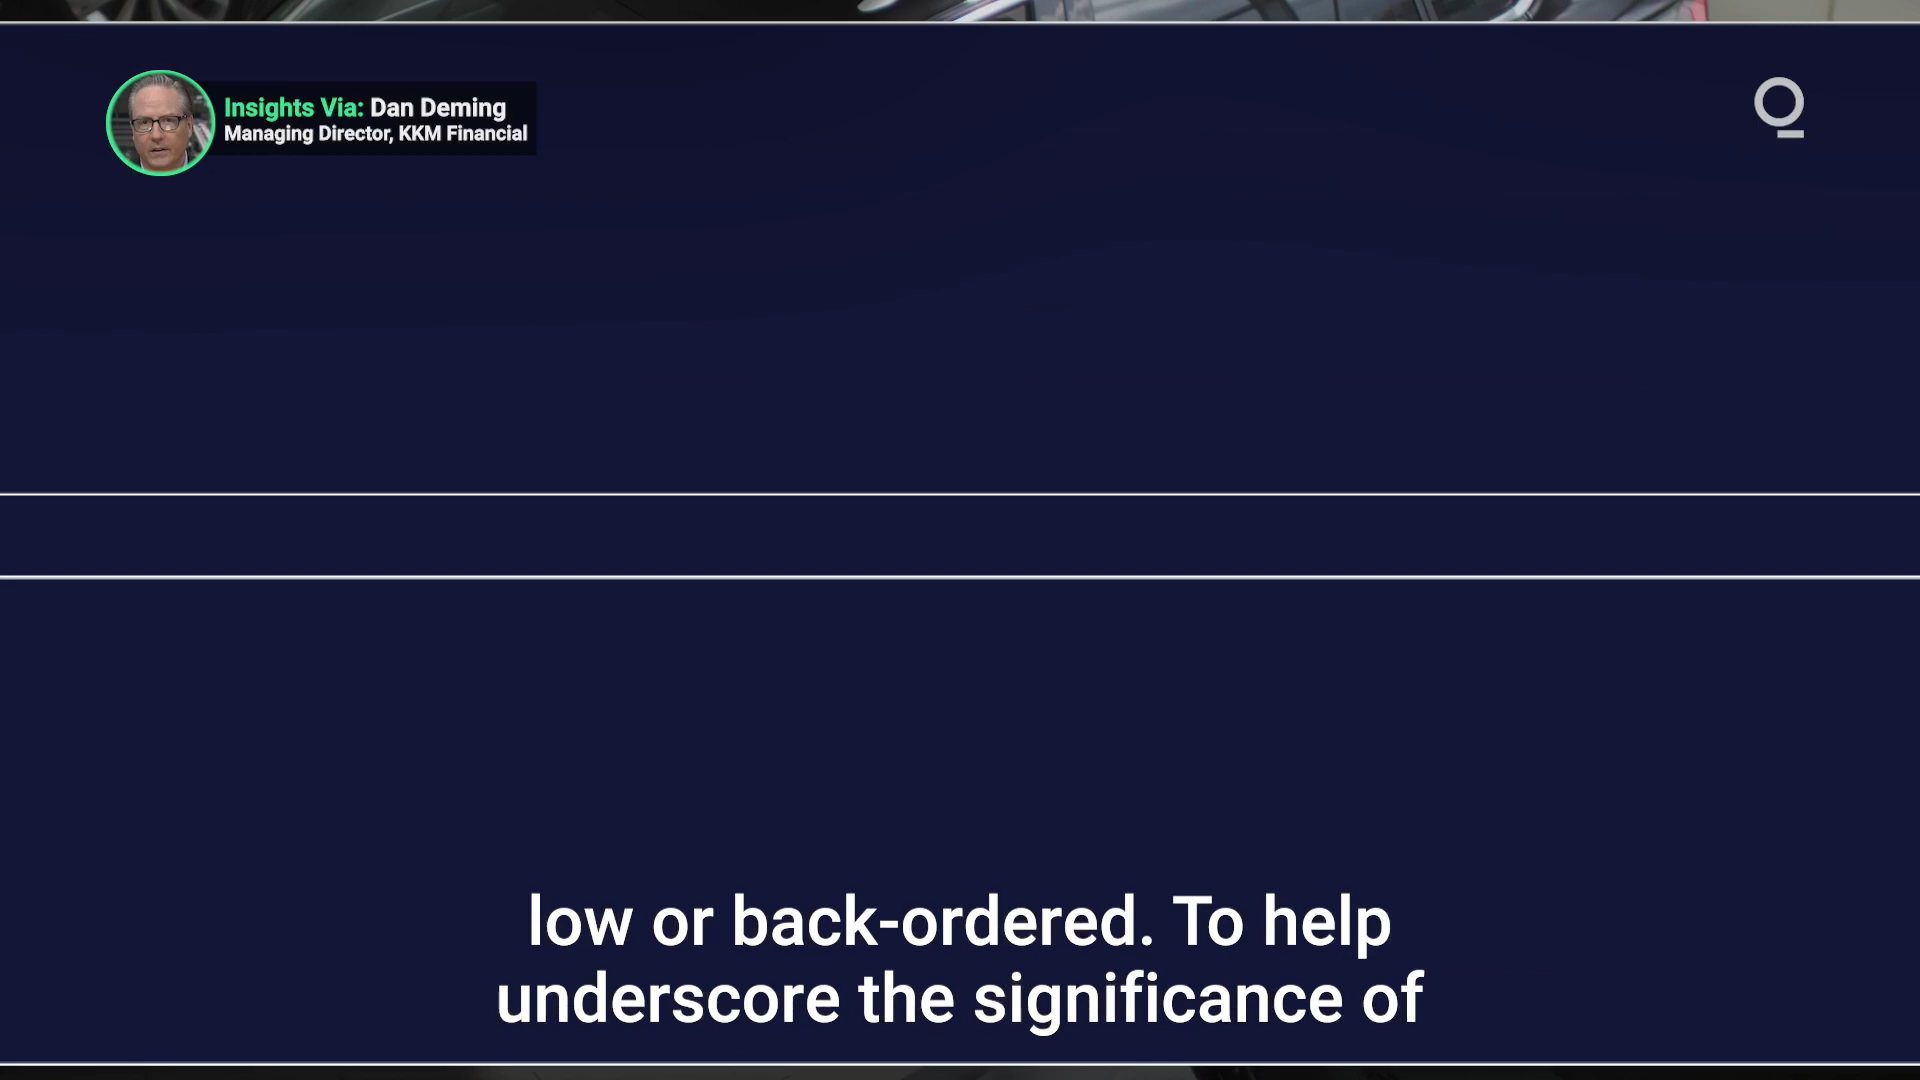 Insights Via: Dan Deming
Managing Director, KKM Financial
low or back-ordered. To help
underscore the significance of